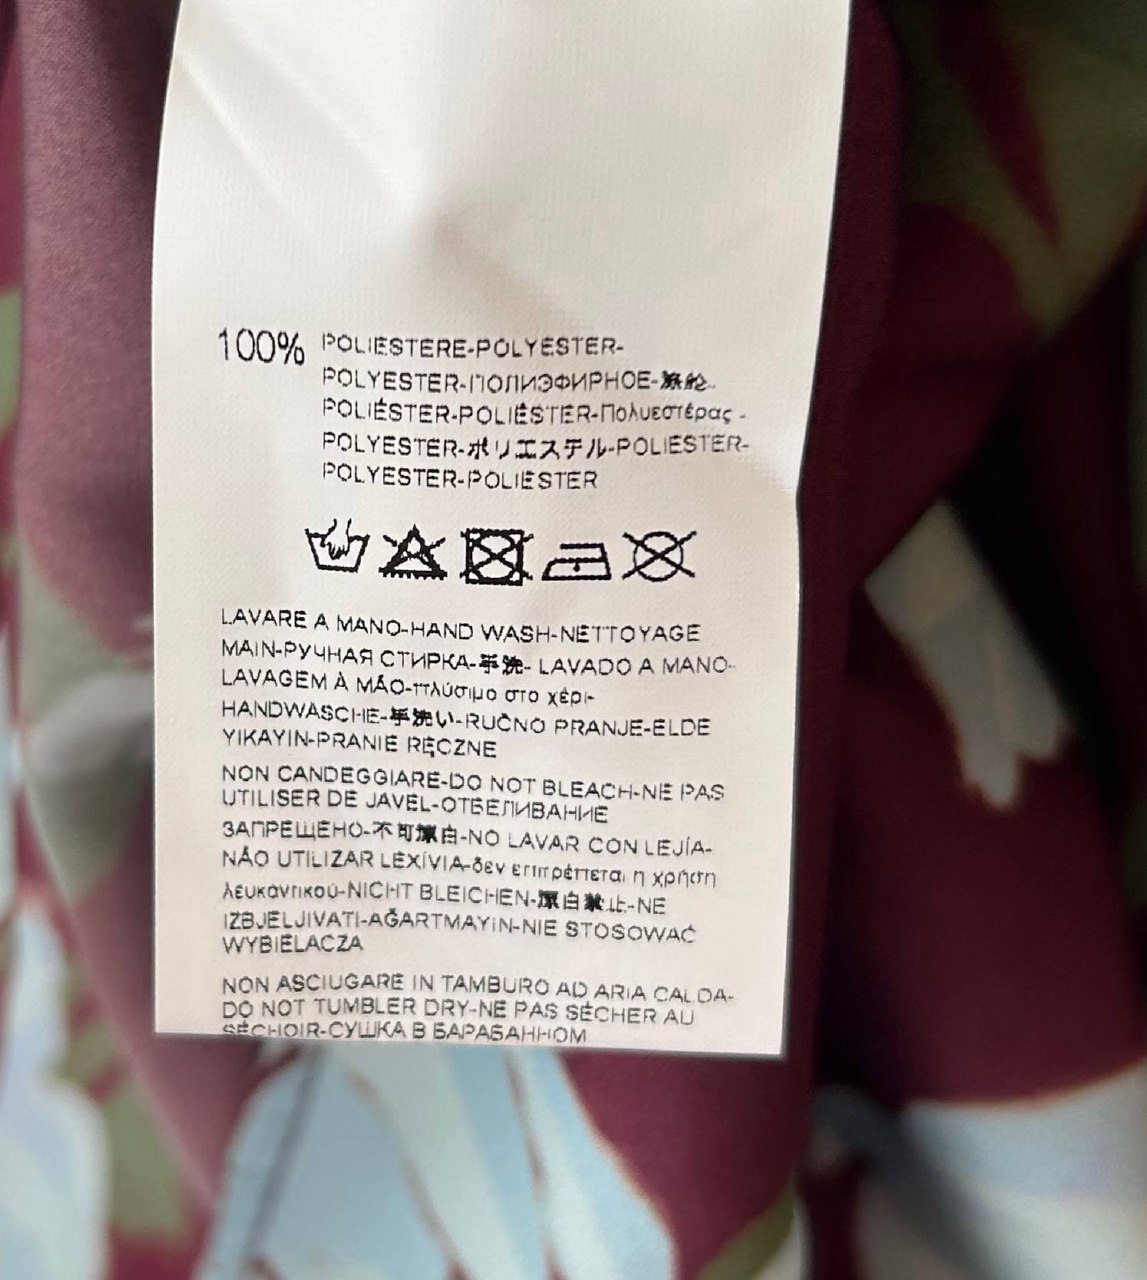 100% POLIESTERE-POLYESTER-
POLYESTER-ПОЛИЭФИРНОЕ-涤纶-
POLIÉSTER-POLIÉSTER-Πολυεστέρας -
POLYESTER-ポリエステル-POLIESTER-
POLYESTER-POLIESTER
LAVARE A MANO-HAND WASH-NETTOYAGE
MAIN-РУЧНАЯ СТИРКА-手洗- LAVADO A MANO-
LAVAGEM À MÃO-πλύσιμο στο χέρι-
HANDWASCHE-手洗い-RUČNO PRANJE-ELDE
YIKAYIN-PRANIE RĘCZNE
NON CANDEGGIARE-DO NOT BLEACH-NE PAS
UTILISER DE JAVEL-ОТБЕЛИВАНИЕ
ЗАПРЕЩЕНО-不可漂白-NO LAVAR CON LEJÍA-
NÃO UTILIZAR LEXÍVIA-δεν επιτρέπεται η χρήση
λευκαντικού-NICHT BLEICHEN-漂白禁止-NE
IZBJELJIVATI-AĞARTMAYIN-NIE STOSOWAĆ
WYBIELACZA
NON ASCIUGARE IN TAMBURO AD ARIA CALDA-
DO NOT TUMBLER DRY-NE PAS SÉCHER AU
SÉCHOIR-СУШКА В БАРАБАННОМ